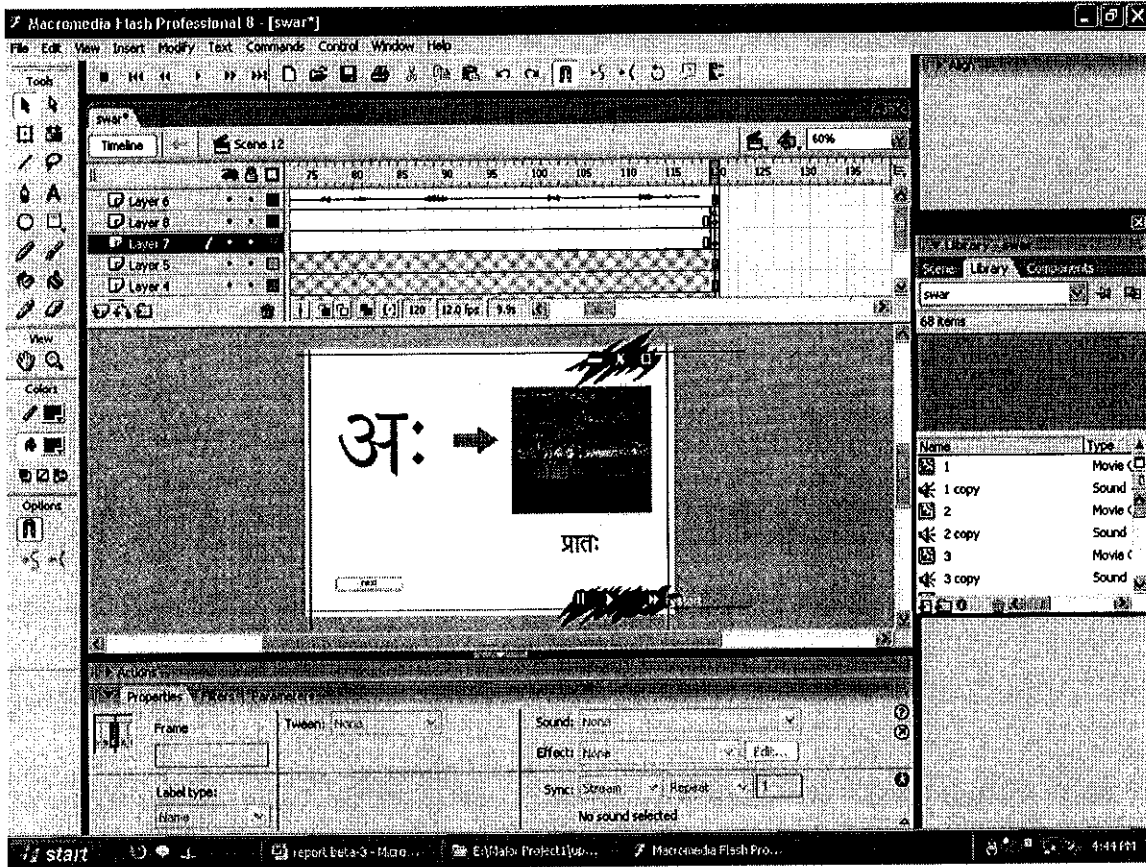 Macromedia Flash Professional 8 - [swar*]
File Edit View Insert Modify Text Commands Control Window Help
Tools
swar*
Timeline Scene 12 60%
75 80 85 90 95 100 105 110 115 120 125 130 135
Layer 6
Layer 8
Layer 7
Layer 5
Layer 4
120 12.0 fps 9.9s
View
Colors
Options
अः
प्रातः
next
Align
Library - swar
Scene Library Components
swar
68 items
Name Type
1 Movie C
1 copy Sound
2 Movie C
2 copy Sound
3 Movie C
3 copy Sound
Actions
Properties Filters Parameters
Frame
Tween: None
Sound: None
Effect: None Edit...
Label type:
Name
Sync: Stream Repeat 1
No sound selected
start report beta-3 - Micro... E:\Major Project1\up... Macromedia Flash Pro... 4:44 PM